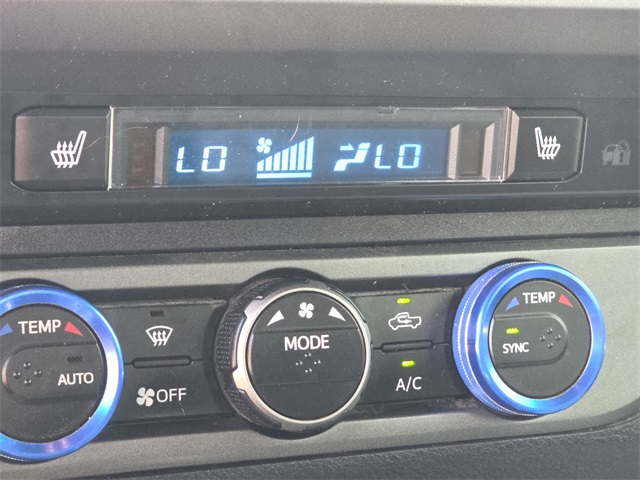 LO LO
TEMP
AUTO
OFF
MODE
A/C
TEMP
SYNC